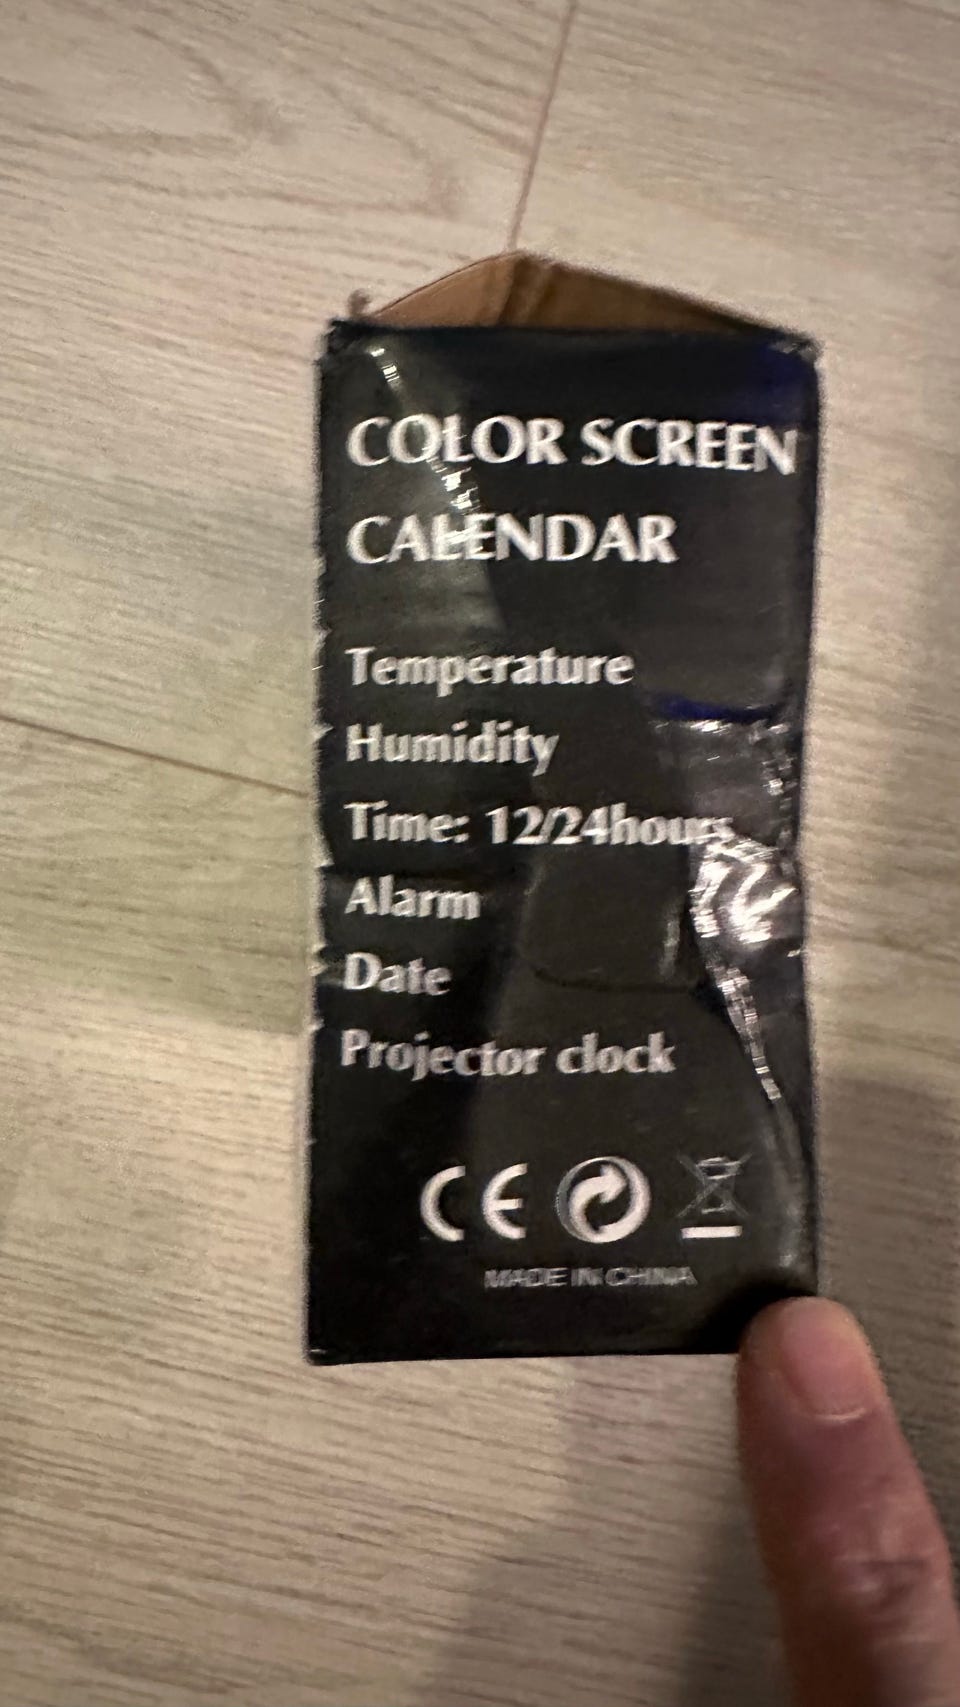 COLOR SCREEN
CALENDAR
Temperature
Humidity
Time: 12/24hours
Alarm
Date
Projector clock
CE
MADE IN CHINA